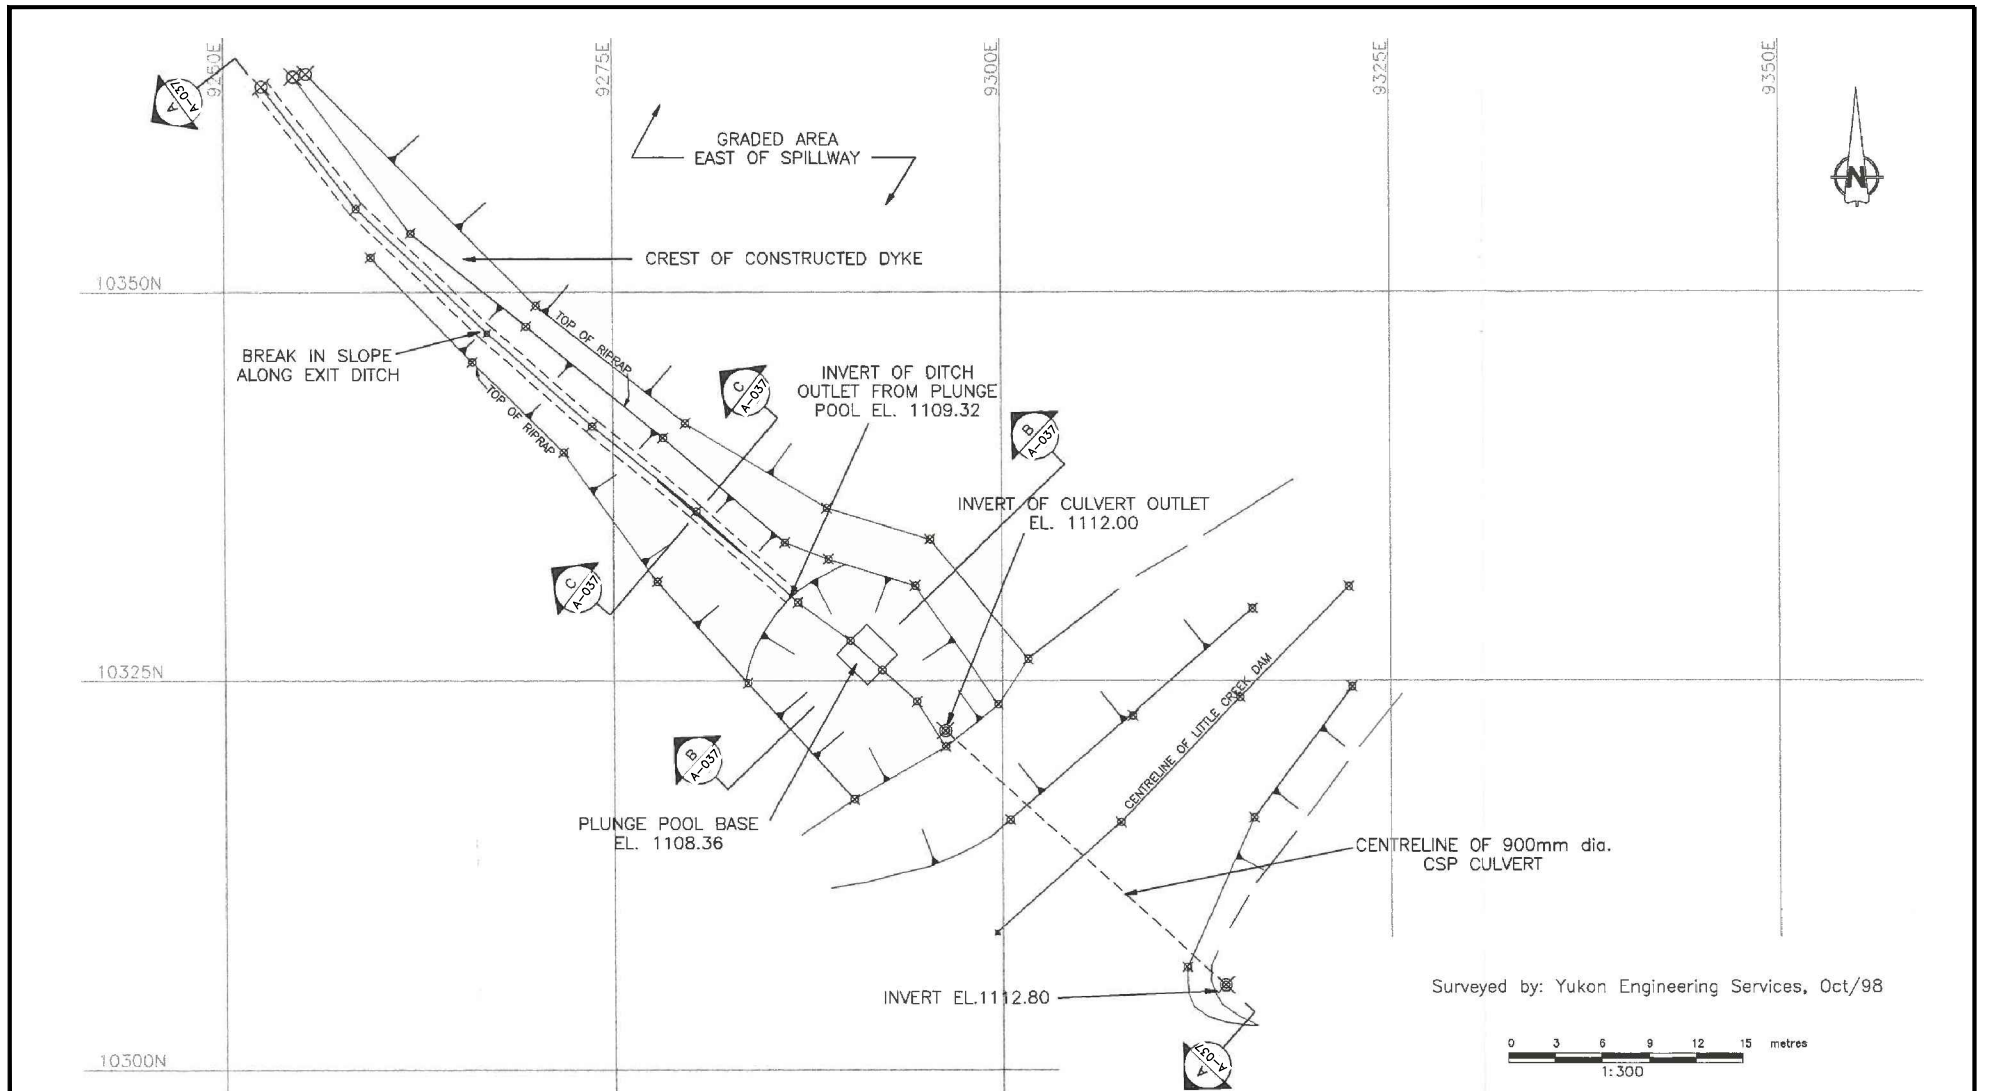 9250E
9275E
9300E
9325E
9350E
A
A-037
GRADED AREA
EAST OF SPILLWAY
N
CREST OF CONSTRUCTED DYKE
10350N
TOP OF RIPRAP
BREAK IN SLOPE
ALONG EXIT DITCH
INVERT OF DITCH
OUTLET FROM PLUNGE
POOL EL. 1109.32
C
A-037
TOP OF RIPRAP
B
A-037
INVERT OF CULVERT OUTLET
EL. 1112.00
C
A-037
10325N
CENTRELINE OF LITTLE CREEK DAM
B
A-037
PLUNGE POOL BASE
EL. 1108.36
CENTRELINE OF 900mm dia.
CSP CULVERT
INVERT EL.1112.80
Surveyed by: Yukon Engineering Services, Oct/98
0 3 6 9 12 15 metres
1:300
10300N
A
A-037